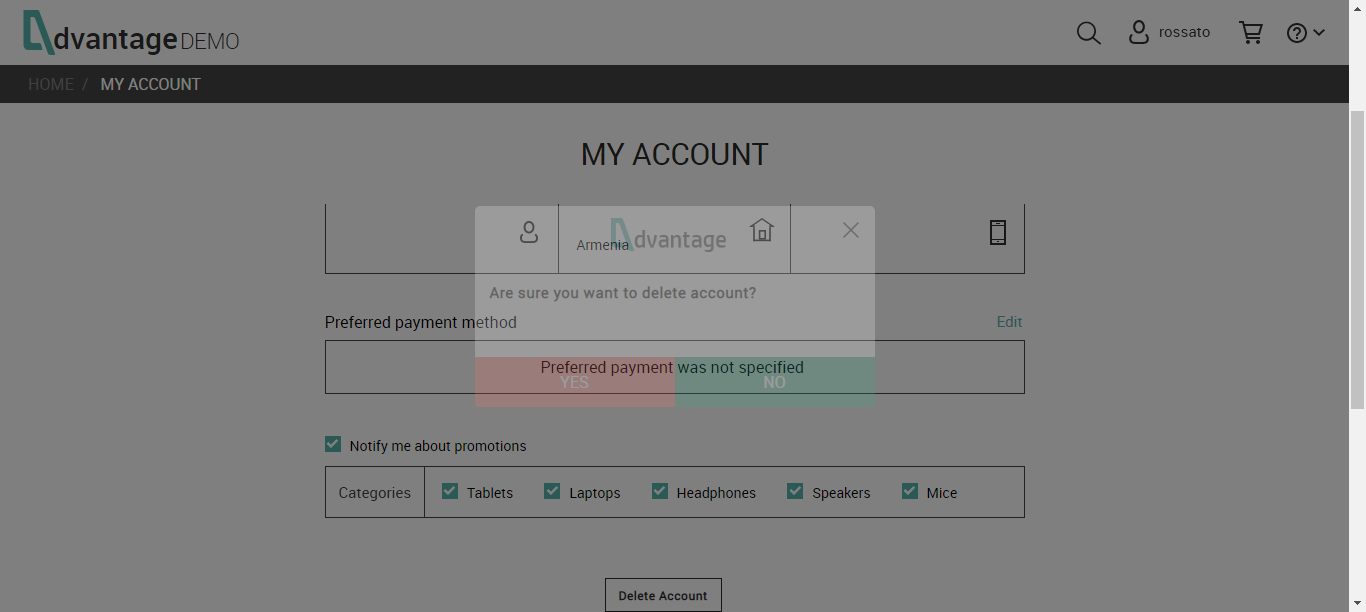 dvantage DEMO
rossato
HOME / MY ACCOUNT
MY ACCOUNT
dvantage
Armenia
Are sure you want to delete account?
Preferred payment method
Edit
Preferred payment was not specified
YES
NO
Notify me about promotions
Categories
Tablets
Laptops
Headphones
Speakers
Mice
Delete Account